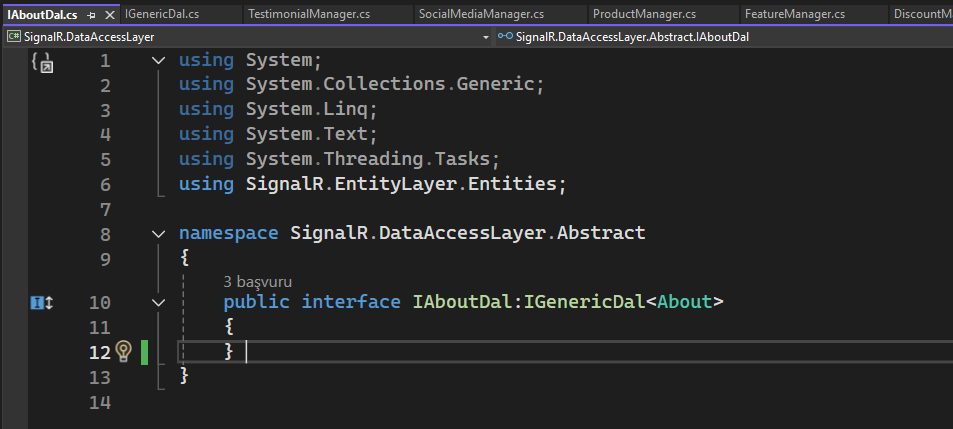 IAboutDal.cs IGenericDal.cs TestimonialManager.cs SocialMediaManager.cs ProductManager.cs FeatureManager.cs DiscountM
C# SignalR.DataAccessLayer SignalR.DataAccessLayer.Abstract.IAboutDal
1 using System;
2 using System.Collections.Generic;
3 using System.Linq;
4 using System.Text;
5 using System.Threading.Tasks;
6 using SignalR.EntityLayer.Entities;
7
8 namespace SignalR.DataAccessLayer.Abstract
9 {
3 başvuru
10 public interface IAboutDal:IGenericDal<About>
11 {
12 }
13 }
14